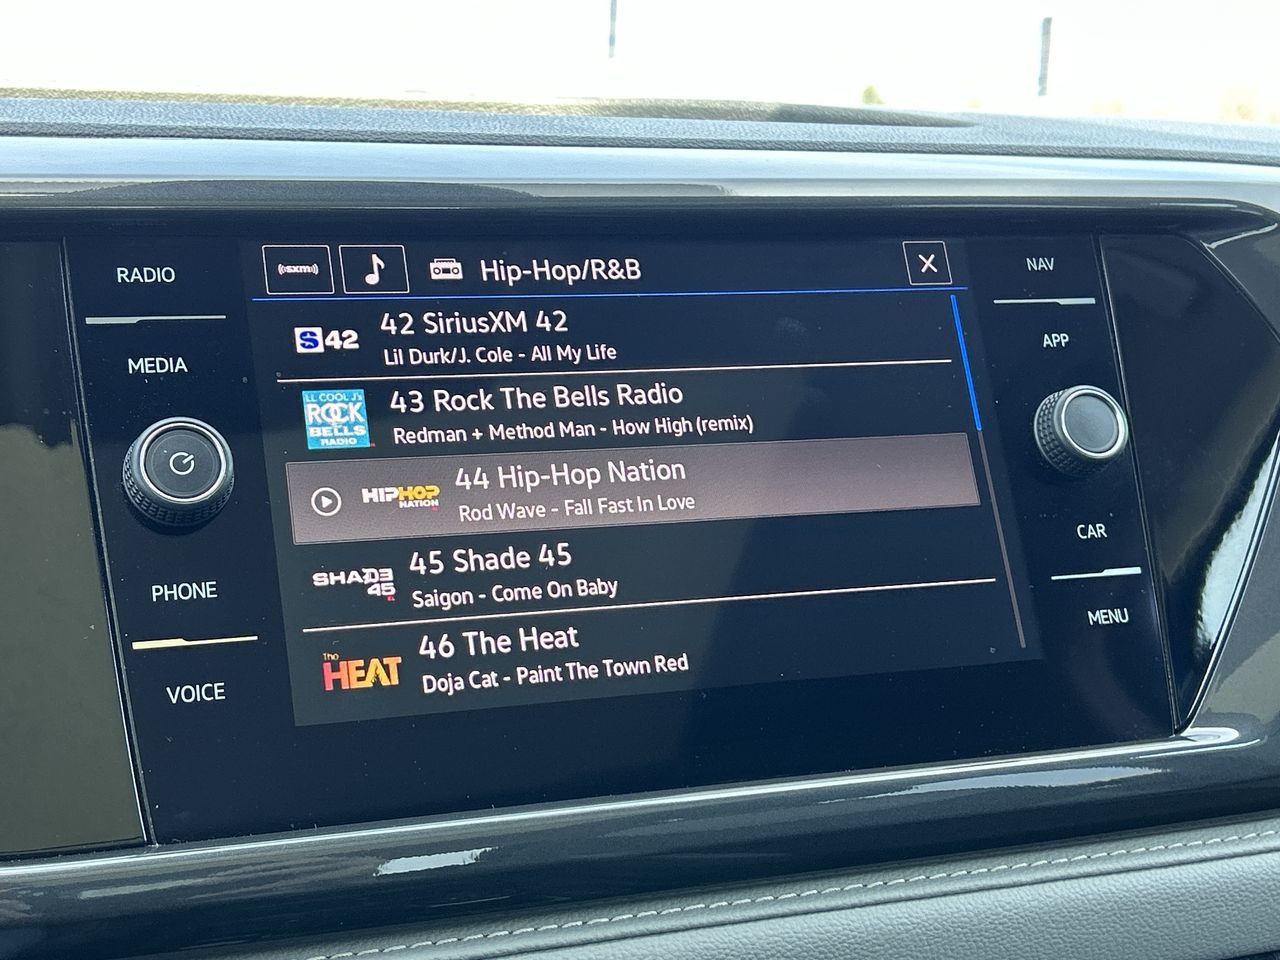 RADIO
MEDIA
PHONE
VOICE
((sxm))
Hip-Hop/R&B
X
S 42
42 SiriusXM 42
Lil Durk/J. Cole - All My Life
LL COOL J's
ROCK
BELLS
RADIO
43 Rock The Bells Radio
Redman + Method Man - How High (remix)
HIPHOP
NATION
44 Hip-Hop Nation
Rod Wave - Fall Fast In Love
SHADE
45
45 Shade 45
Saigon - Come On Baby
The
HEAT
46 The Heat
Doja Cat - Paint The Town Red
NAV
APP
CAR
MENU